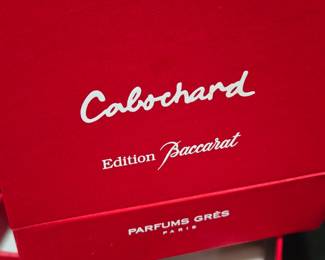 Cabochard
Edition Baccarat
PARFUMS GRÈS
PARIS